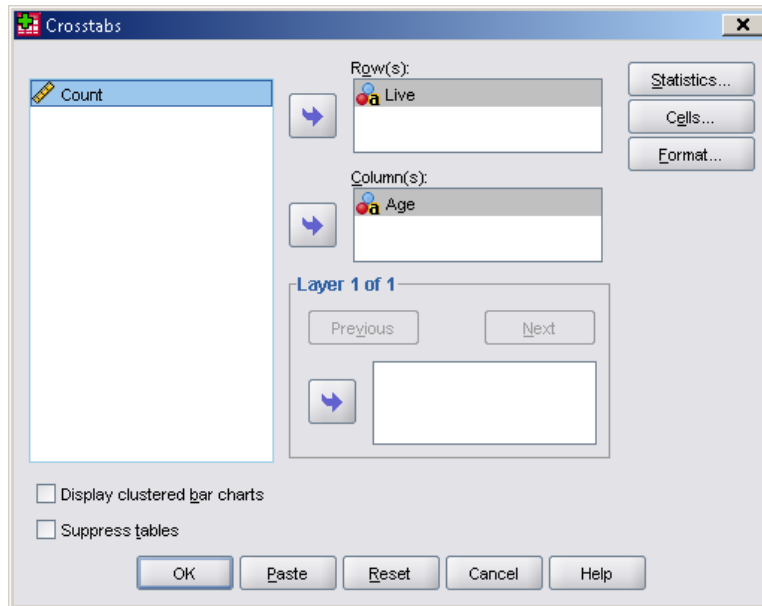 Crosstabs
Count
Row(s):
a Live
Column(s):
a Age
Layer 1 of 1
Previous
Next
Statistics...
Cells...
Format...
Display clustered bar charts
Suppress tables
OK
Paste
Reset
Cancel
Help